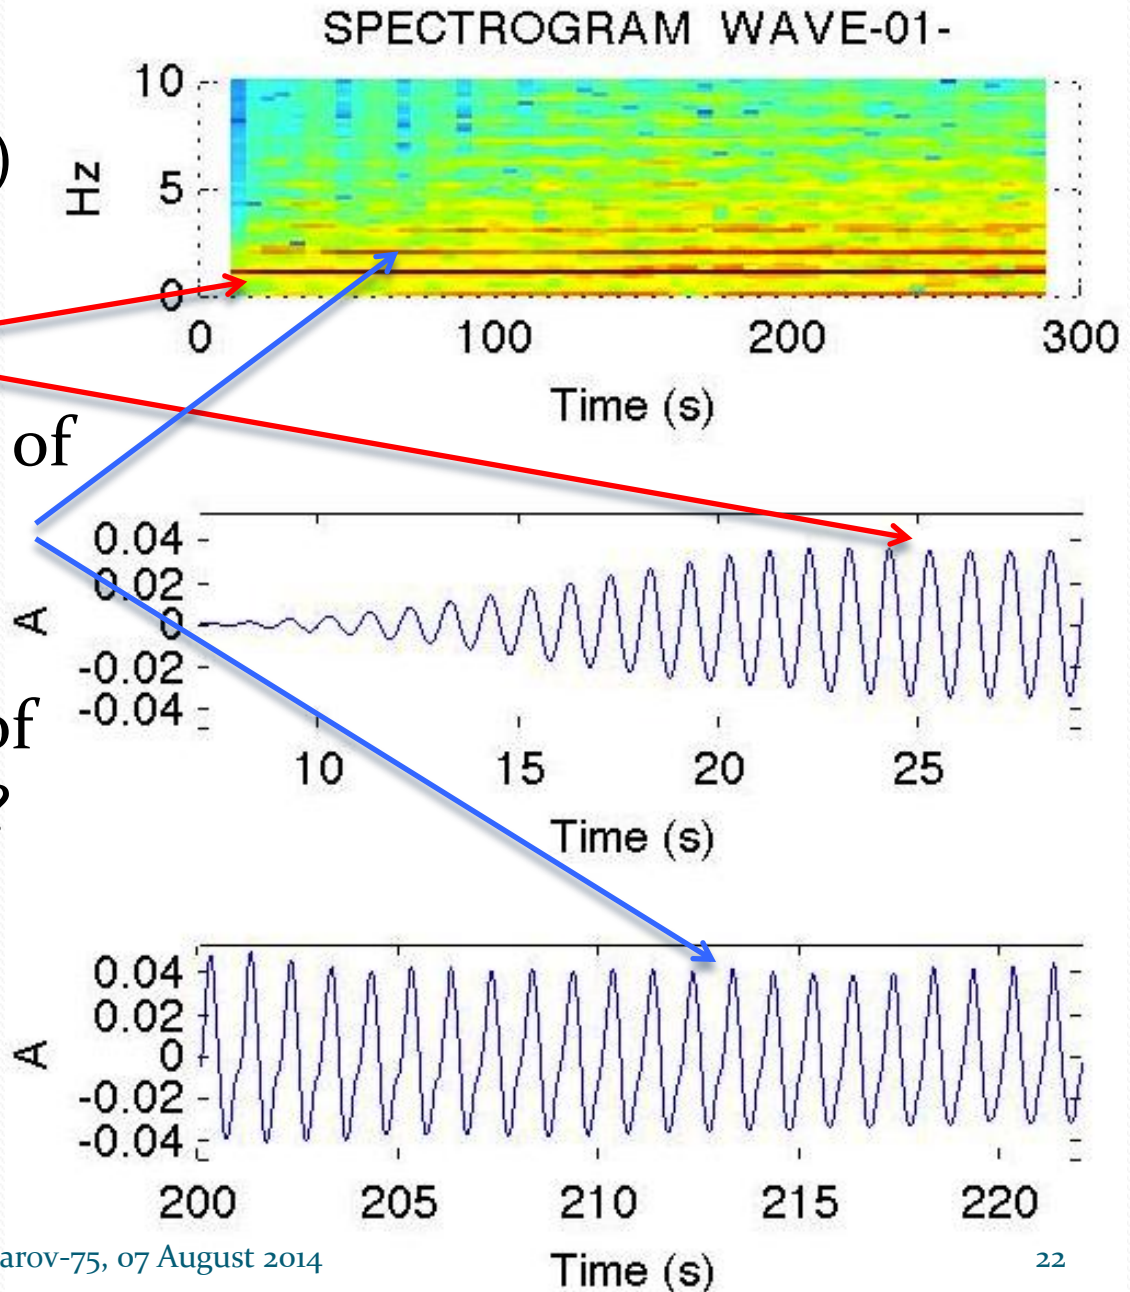 SPECTROGRAM WAVE-01-
10
)
Hz
5
0
0 100 200 300
Time (s)
of
0.04
0.02
A
0
-0.02
-0.04
of
?
10 15 20 25
Time (s)
0.04
0.02
A
0
-0.02
-0.04
200 205 210 215 220
arov-75, 07 August 2014
22
Time (s)